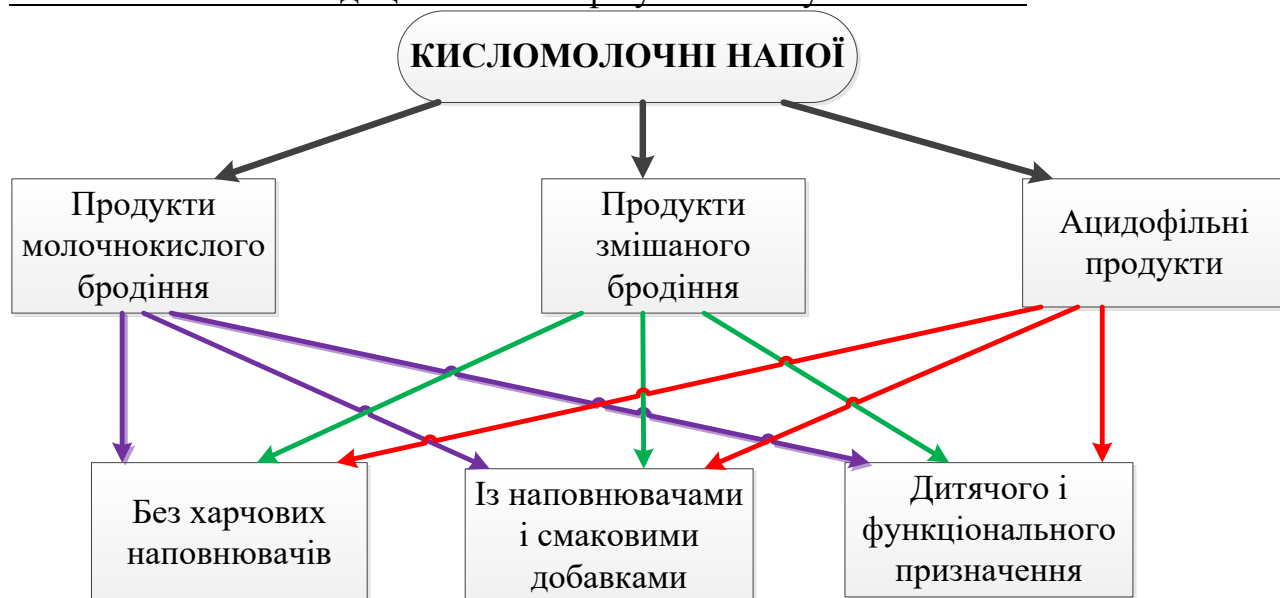 КИСЛОМОЛОЧНІ НАПОЇ
Продукти
молочнокислого
бродіння
Продукти
змішаного
бродіння
Ацидофільні
продукти
Без харчових
наповнювачів
Із наповнювачами
і смаковими
добавками
Дитячого і
функціонального
призначення